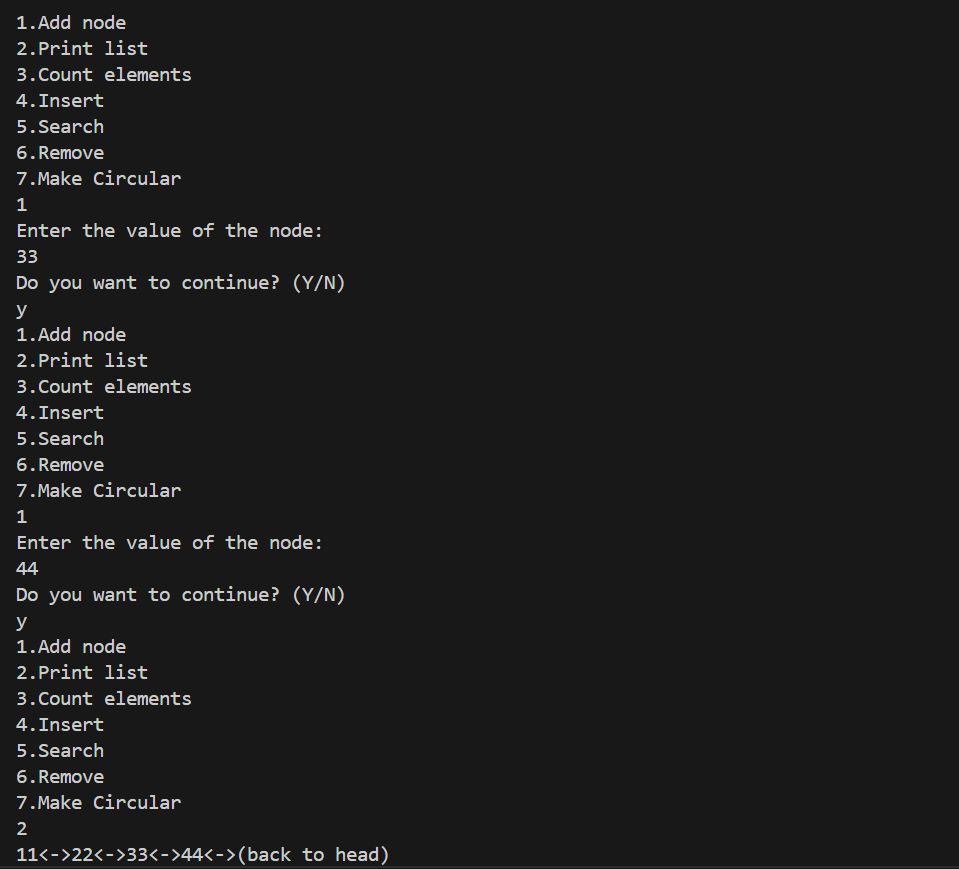 1.Add node
2.Print list
3.Count elements
4.Insert
5.Search
6.Remove
7.Make Circular
1
Enter the value of the node:
33
Do you want to continue? (Y/N)
y
1.Add node
2.Print list
3.Count elements
4.Insert
5.Search
6.Remove
7.Make Circular
1
Enter the value of the node:
44
Do you want to continue? (Y/N)
y
1.Add node
2.Print list
3.Count elements
4.Insert
5.Search
6.Remove
7.Make Circular
2
11<->22<->33<->44<->(back to head)